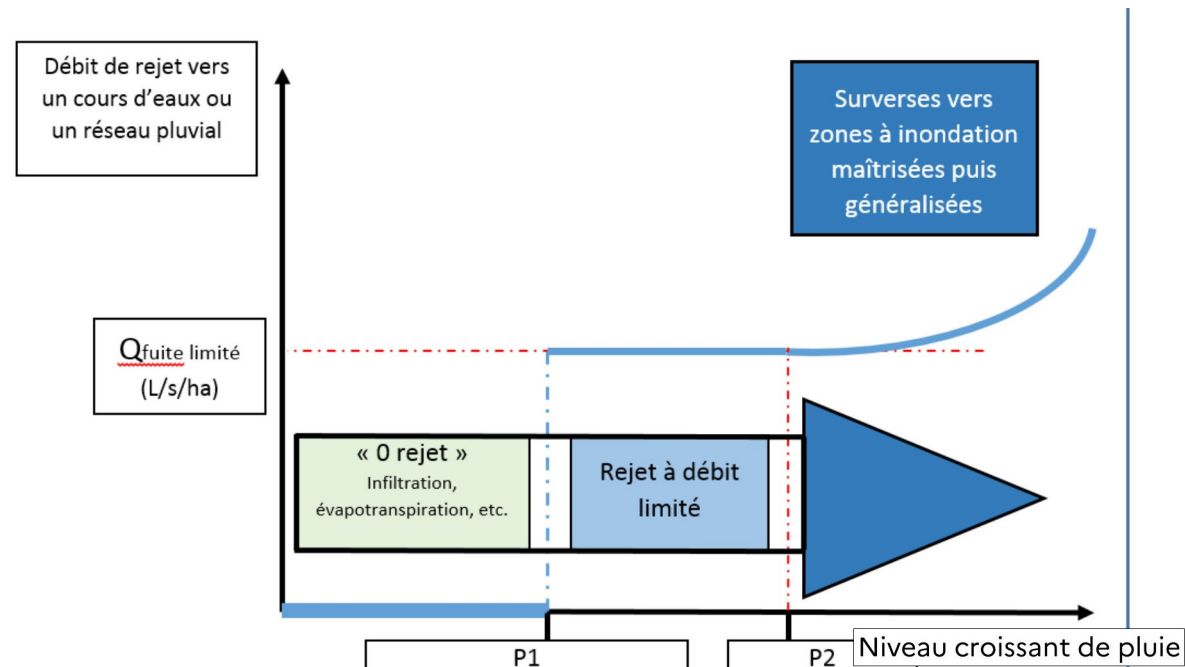 Débit de rejet vers
un cours d'eaux ou
un réseau pluvial
Surverses vers
zones à inondation
maîtrisées puis
généralisées
Qfuite limité
(L/s/ha)
« 0 rejet »
Infiltration,
évapotranspiration, etc.
Rejet à débit
limité
P1
P2
Niveau croissant de pluie